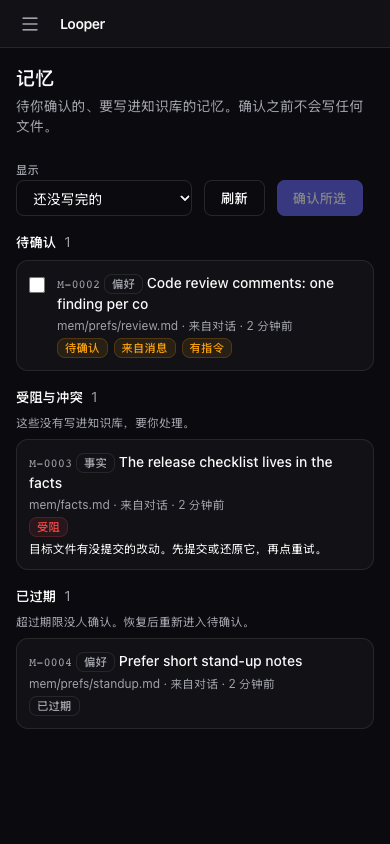 Looper
记忆
待你确认的、要写进知识库的记忆。确认之前不会写任何
文件。
显示
还没写完的
刷新
确认所选
待确认 1
M-0002 偏好 Code review comments: one
finding per co
mem/prefs/review.md · 来自对话 · 2 分钟前
待确认 来自消息 有指令
受阻与冲突 1
这些没有写进知识库，要你处理。
M-0003 事实 The release checklist lives in the
facts
mem/facts.md · 来自对话 · 2 分钟前
受阻
目标文件有没提交的改动。先提交或还原它，再点重试。
已过期 1
超过期限没人确认。恢复后重新进入待确认。
M-0004 偏好 Prefer short stand-up notes
mem/prefs/standup.md · 来自对话 · 2 分钟前
已过期